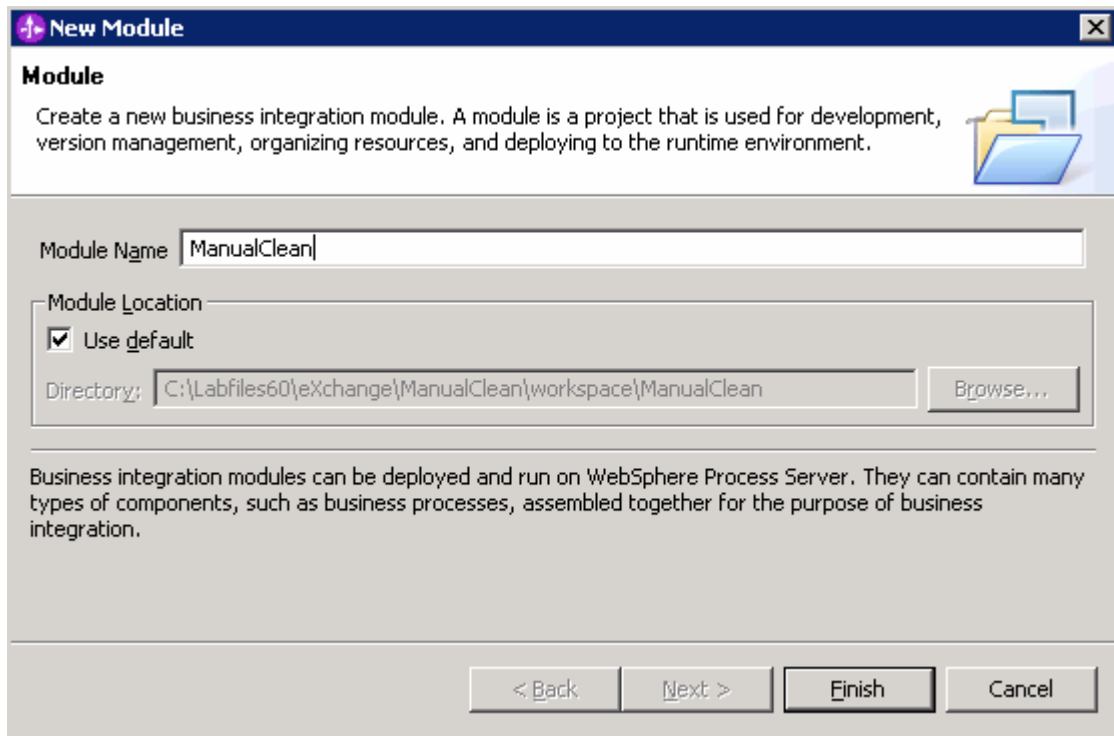 New Module
Module
Create a new business integration module. A module is a project that is used for development,
version management, organizing resources, and deploying to the runtime environment.
Module Name ManualClean
Module Location
Use default
Directory: C:\Labfiles60\eXchange\ManualClean\workspace\ManualClean Browse...
Business integration modules can be deployed and run on WebSphere Process Server. They can contain many
types of components, such as business processes, assembled together for the purpose of business
integration.
< Back Next > Finish Cancel